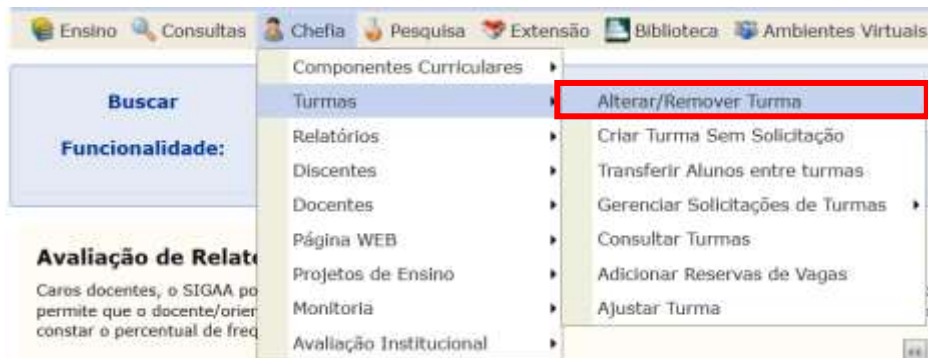 Ensino Consultas Chefia Pesquisa Extensão Biblioteca Ambientes Virtuais
Buscar
Funcionalidade:
Componentes Curriculares
Turmas
Relatórios
Discentes
Docentes
Página WEB
Projetos de Ensino
Monitoria
Avaliação Institucional
Alterar/Remover Turma
Criar Turma Sem Solicitação
Transferir Alunos entre turmas
Gerenciar Solicitações de Turmas
Consultar Turmas
Adicionar Reservas de Vagas
Ajustar Turma
Avaliação de Relat
Caros docentes, o SIGAA po
permite que o docente/orier
constar o percentual de freq